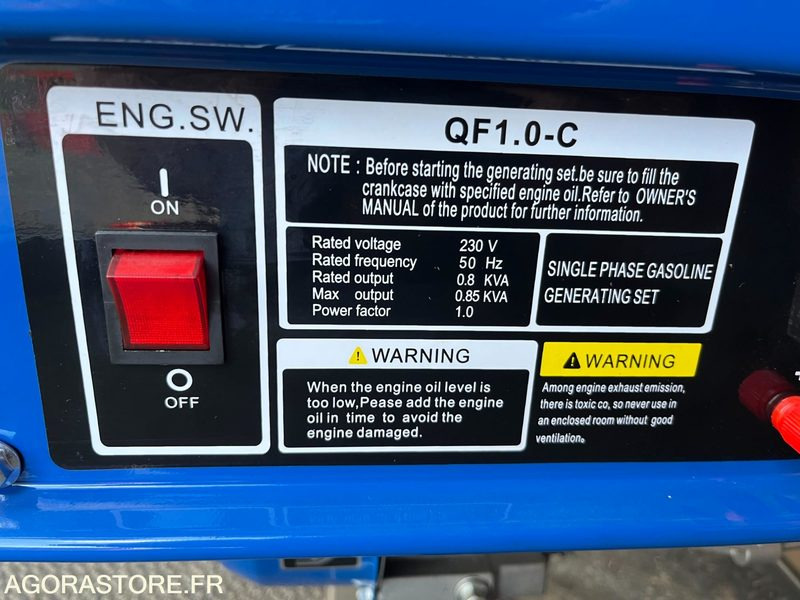 ENG.SW.
ON
OFF
QF1.0-C
NOTE : Before starting the generating set.be sure to fill the
crankcase with specified engine oil.Refer to OWNER'S
MANUAL of the product for further information.
Rated voltage 230 V
Rated frequency 50 Hz
Rated output 0.8 KVA
Max output 0.85 KVA
Power factor 1.0
SINGLE PHASE GASOLINE
GENERATING SET
WARNING
When the engine oil level is
too low,Pease add the engine
oil in time to avoid the
engine damaged.
WARNING
Among engine exhaust emission,
there is toxic co, so never use in
an enclosed room without good
ventilation。
AGORASTORE.FR